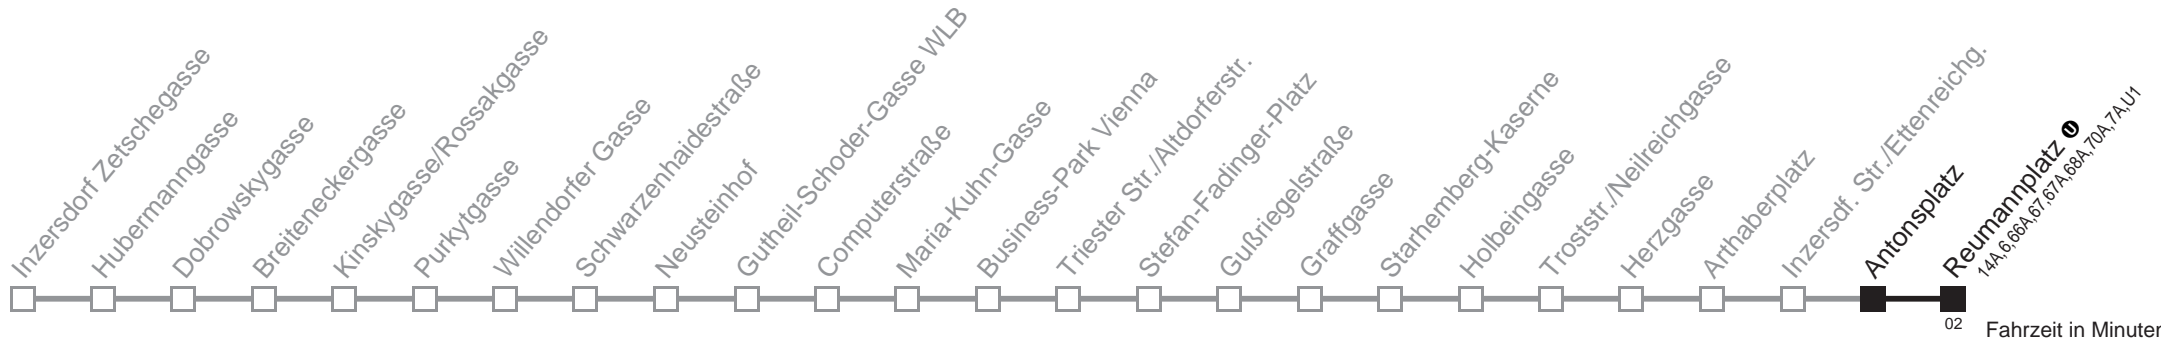 Inzersdorf Zetschegasse
Hubermanngasse
Dobrowskygasse
Breiteneckergasse
Kinskygasse/Rossakgasse
Purkytgasse
Willendorfer Gasse
Schwarzenhaidestraße
Neusteinhof
Gutheil-Schoder-Gasse WLB
Computerstraße
Maria-Kuhn-Gasse
Business-Park Vienna
Triester Str./Altdorferstr.
Stefan-Fadinger-Platz
Gußriegelstraße
Graffgasse
Starhemberg-Kaserne
Holbeingasse
Troststr./Neilreichgasse
Herzgasse
Arthaberplatz
Inzersdf. Str./Ettenreichg.
Antonsplatz
Reumannplatz U
14A,6,66A,67,67A,68A,70A,7A,U1
02
Fahrzeit in Minuten